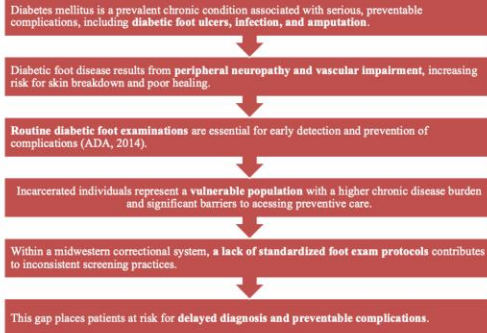 Diabetes mellitus is a prevalent chronic condition associated with serious, preventable
complications, including diabetic foot ulcers, infection, and amputation.
Diabetic foot disease results from peripheral neuropathy and vascular impairment, increasing
risk for skin breakdown and poor healing.
Routine diabetic foot examinations are essential for early detection and prevention of
complications (ADA, 2014).
Incarcerated individuals represent a vulnerable population with a higher chronic disease burden
and significant barriers to acessing preventive care.
Within a midwestern correctional system, a lack of standardized foot exam protocols contributes
to inconsistent screening practices.
This gap places patients at risk for delayed diagnosis and preventable complications.